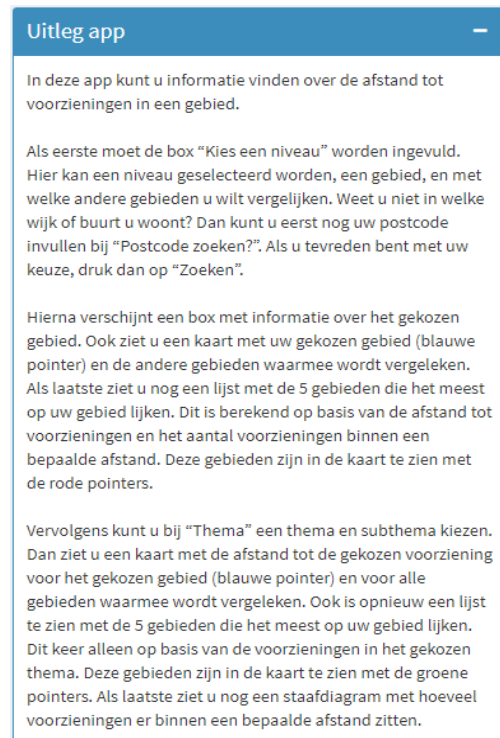 Uitleg app
In deze app kunt u informatie vinden over de afstand tot
voorzieningen in een gebied.
Als eerste moet de box “Kies een niveau” worden ingevuld.
Hier kan een niveau geselecteerd worden, een gebied, en met
welke andere gebieden u wilt vergelijken. Weet u niet in welke
wijk of buurt u woont? Dan kunt u eerst nog uw postcode
invullen bij “Postcode zoeken?”. Als u tevreden bent met uw
keuze, druk dan op “Zoeken”.
Hierna verschijnt een box met informatie over het gekozen
gebied. Ook ziet u een kaart met uw gekozen gebied (blauwe
pointer) en de andere gebieden waarmee wordt vergeleken.
Als laatste ziet u nog een lijst met de 5 gebieden die het meest
op uw gebied lijken. Dit is berekend op basis van de afstand tot
voorzieningen en het aantal voorzieningen binnen een
bepaalde afstand. Deze gebieden zijn in de kaart te zien met
de rode pointers.
Vervolgens kunt u bij “Thema” een thema en subthema kiezen.
Dan ziet u een kaart met de afstand tot de gekozen voorziening
voor het gekozen gebied (blauwe pointer) en voor alle
gebieden waarmee wordt vergeleken. Ook is opnieuw een lijst
te zien met de 5 gebieden die het meest op uw gebied lijken.
Dit keer alleen op basis van de voorzieningen in het gekozen
thema. Deze gebieden zijn in de kaart te zien met de groene
pointers. Als laatste ziet u nog een staafdiagram met hoeveel
voorzieningen er binnen een bepaalde afstand zitten.